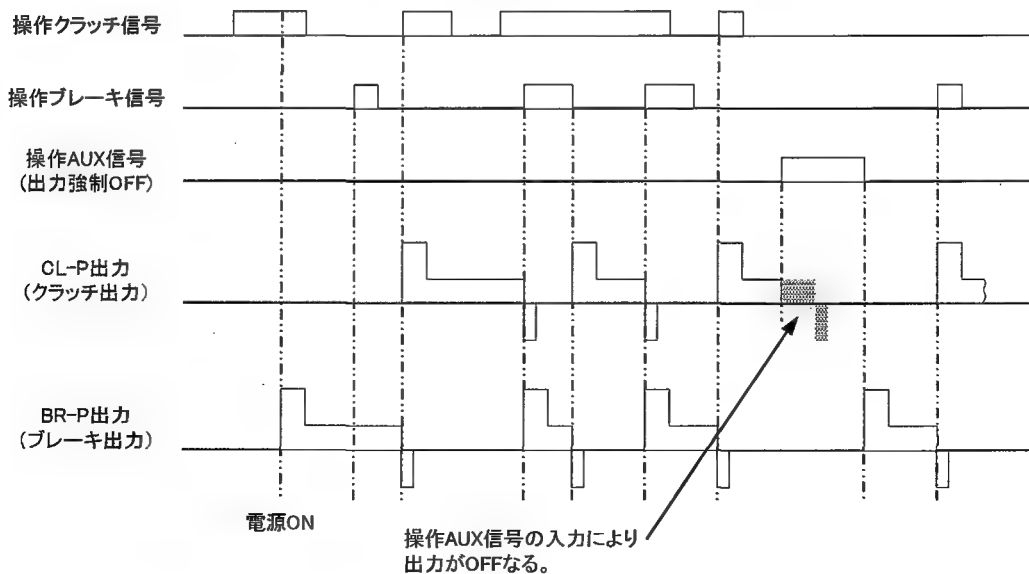 操作クラッチ信号
操作ブレーキ信号
操作AUX信号
(出力強制OFF)
CL-P出力
(クラッチ出力)
BR-P出力
(ブレーキ出力)
電源ON
操作AUX信号の入力により
出力がOFFなる。